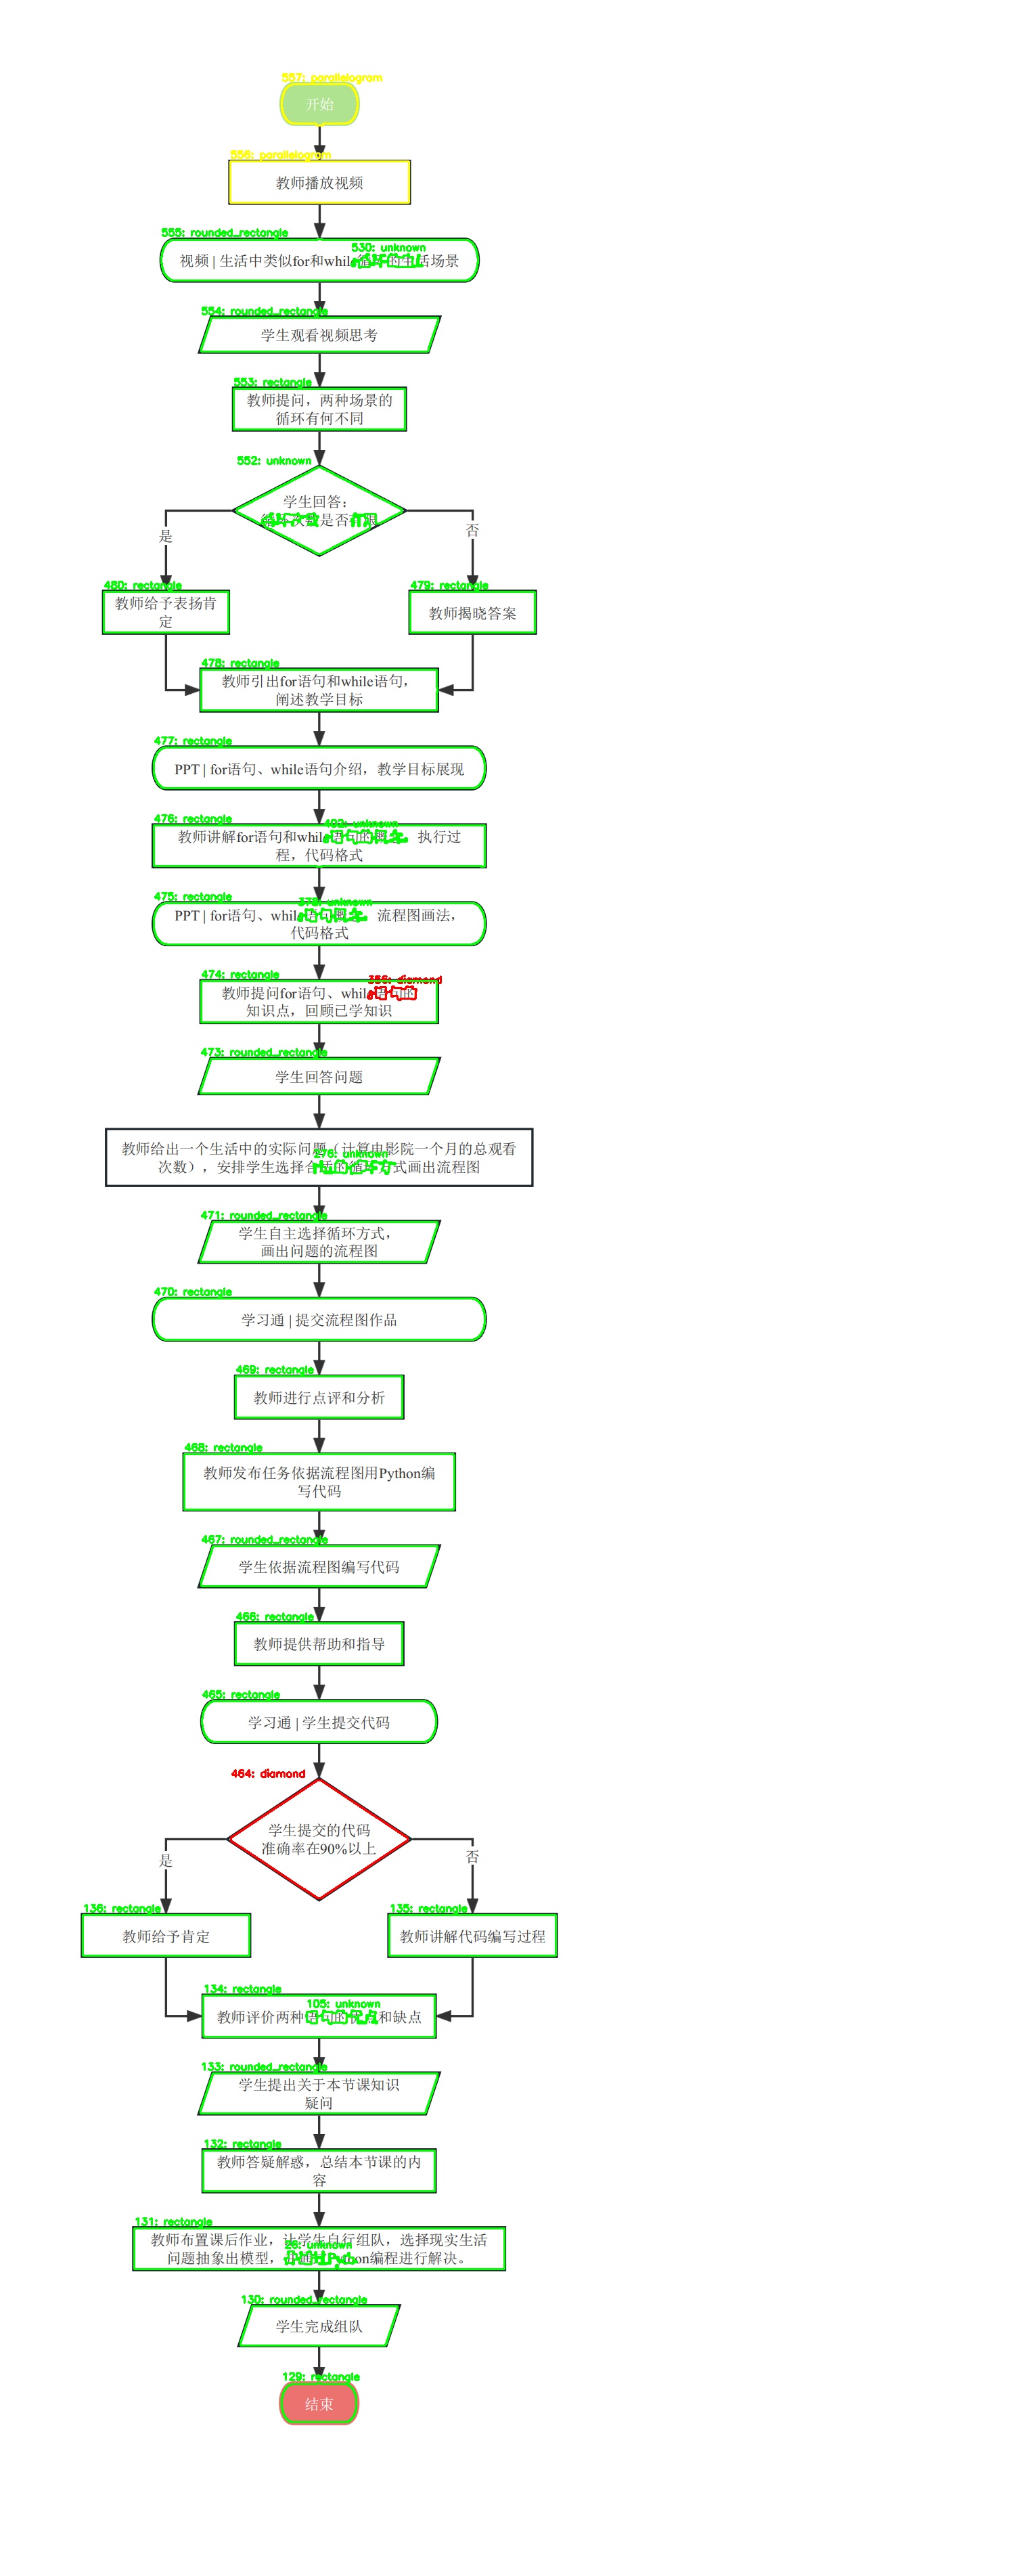 557: parallelogram
开始
556: parallelogram
教师播放视频
555: rounded_rectangle
530: unknown
视频 | 生活中类似for和while循环的生活场景
554: rounded_rectangle
学生观看视频思考
553: rectangle
教师提问，两种场景的
循环有何不同
552: unknown
学生回答：
循环次数是否有限
是
否
480: rectangle
教师给予表扬肯
定
479: rectangle
教师揭晓答案
478: rectangle
教师引出for语句和while语句，
阐述教学目标
477: rectangle
PPT | for语句、while语句介绍，教学目标展现
476: rectangle
492: unknown
教师讲解for语句和while语句的概念，执行过
程，代码格式
475: rectangle
unknown
PPT | for语句、while语句概念，流程图画法，
代码格式
474: rectangle
356: diamond
教师提问for语句、while语句的
知识点，回顾已学知识
473: rounded_rectangle
学生回答问题
教师给出一个生活中的实际问题（计算电影院一个月的总观看
276: unknown
次数），安排学生选择合适的循环方式画出流程图
471: rounded_rectangle
学生自主选择循环方式，
画出问题的流程图
470: rectangle
学习通 | 提交流程图作品
469: rectangle
教师进行点评和分析
468: rectangle
教师发布任务依据流程图用Python编
写代码
467: rounded_rectangle
学生依据流程图编写代码
466: rectangle
教师提供帮助和指导
465: rectangle
学习通 | 学生提交代码
464: diamond
学生提交的代码
准确率在90%以上
是
否
136: rectangle
教师给予肯定
135: rectangle
教师讲解代码编写过程
134: rectangle
105: unknown
教师评价两种语句的优点和缺点
133: rounded_rectangle
学生提出关于本节课知识
疑问
132: rectangle
教师答疑解惑，总结本节课的内
容
131: rectangle
教师布置课后作业，让学生自行组队，选择现实生活
26: unknown
问题抽象出模型，并通过Python编程进行解决。
130: rounded_rectangle
学生完成组队
129: rectangle
结束